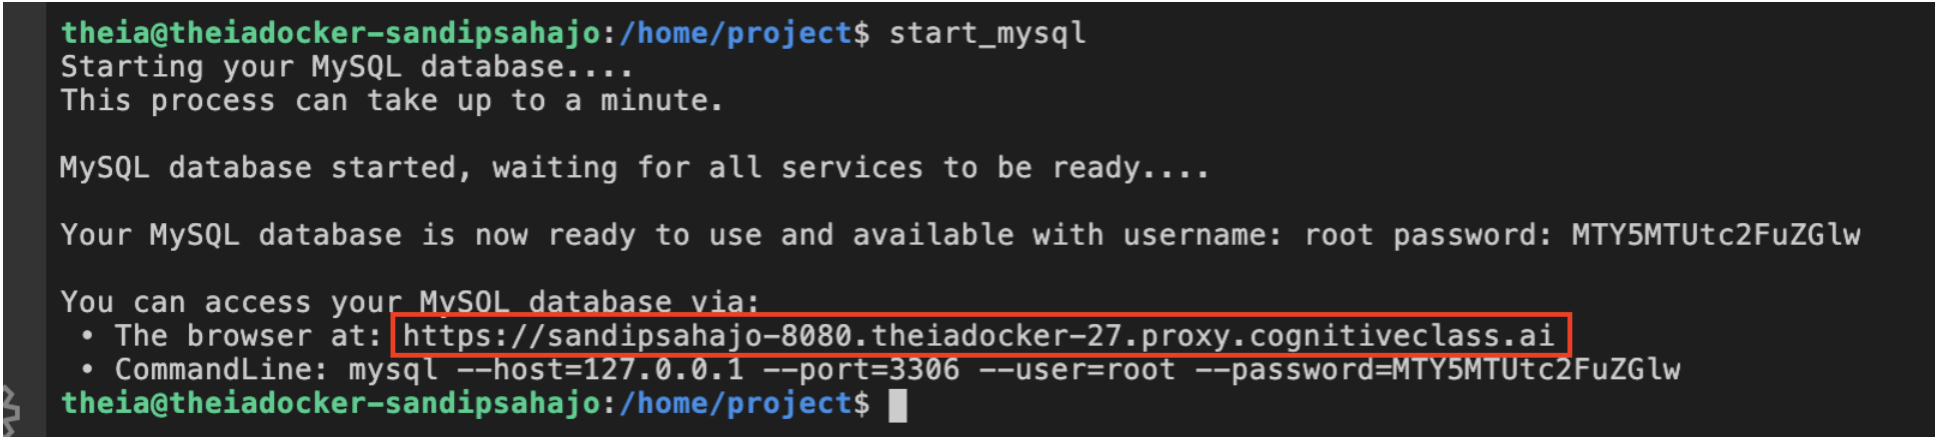 theia@theiadocker-sandipsahajo:/home/project$ start_mysql
Starting your MySQL database....
This process can take up to a minute.
MySQL database started, waiting for all services to be ready....
Your MySQL database is now ready to use and available with username: root password: MTY5MTUtc2FuZGlw
You can access your MySQL database via:
• The browser at: https://sandipsahajo-8080.theiadocker-27.proxy.cognitiveclass.ai
• CommandLine: mysql --host=127.0.0.1 --port=3306 --user=root --password=MTY5MTUtc2FuZGlw
theia@theiadocker-sandipsahajo:/home/project$